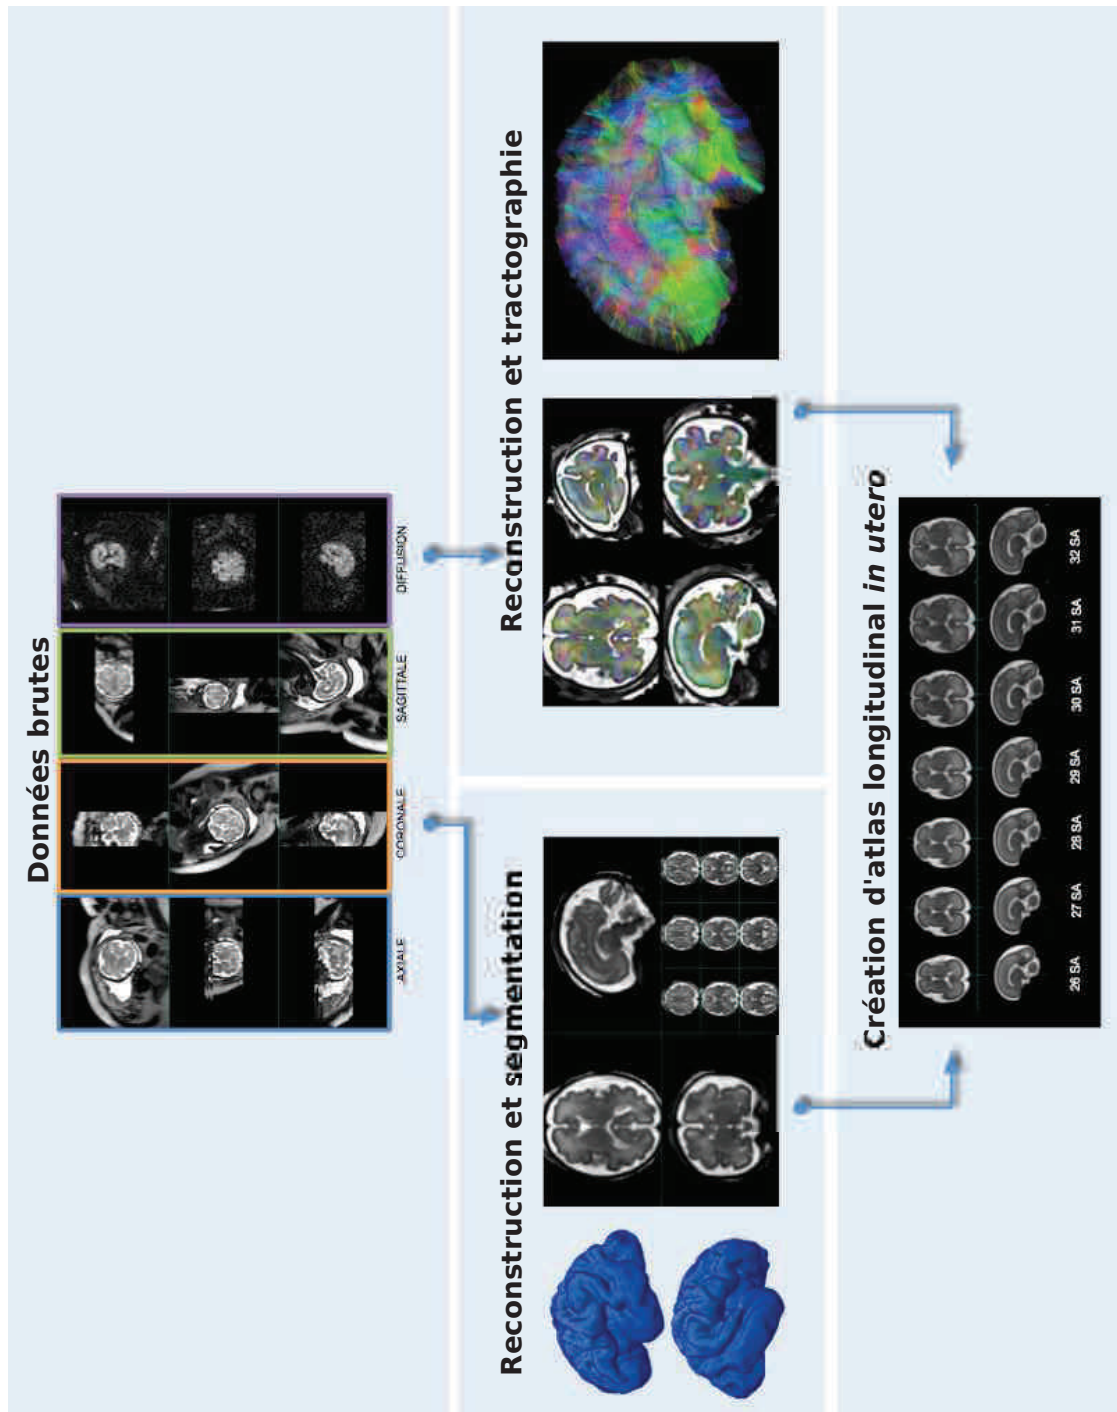 Données brutes
AXIALE
CORONALE
SAGITTALE
DIFFUSION
Reconstruction et segmentation
Reconstruction et tractographie
Création d'atlas longitudinal in utero
26 SA
27 SA
28 SA
29 SA
30 SA
31 SA
32 SA